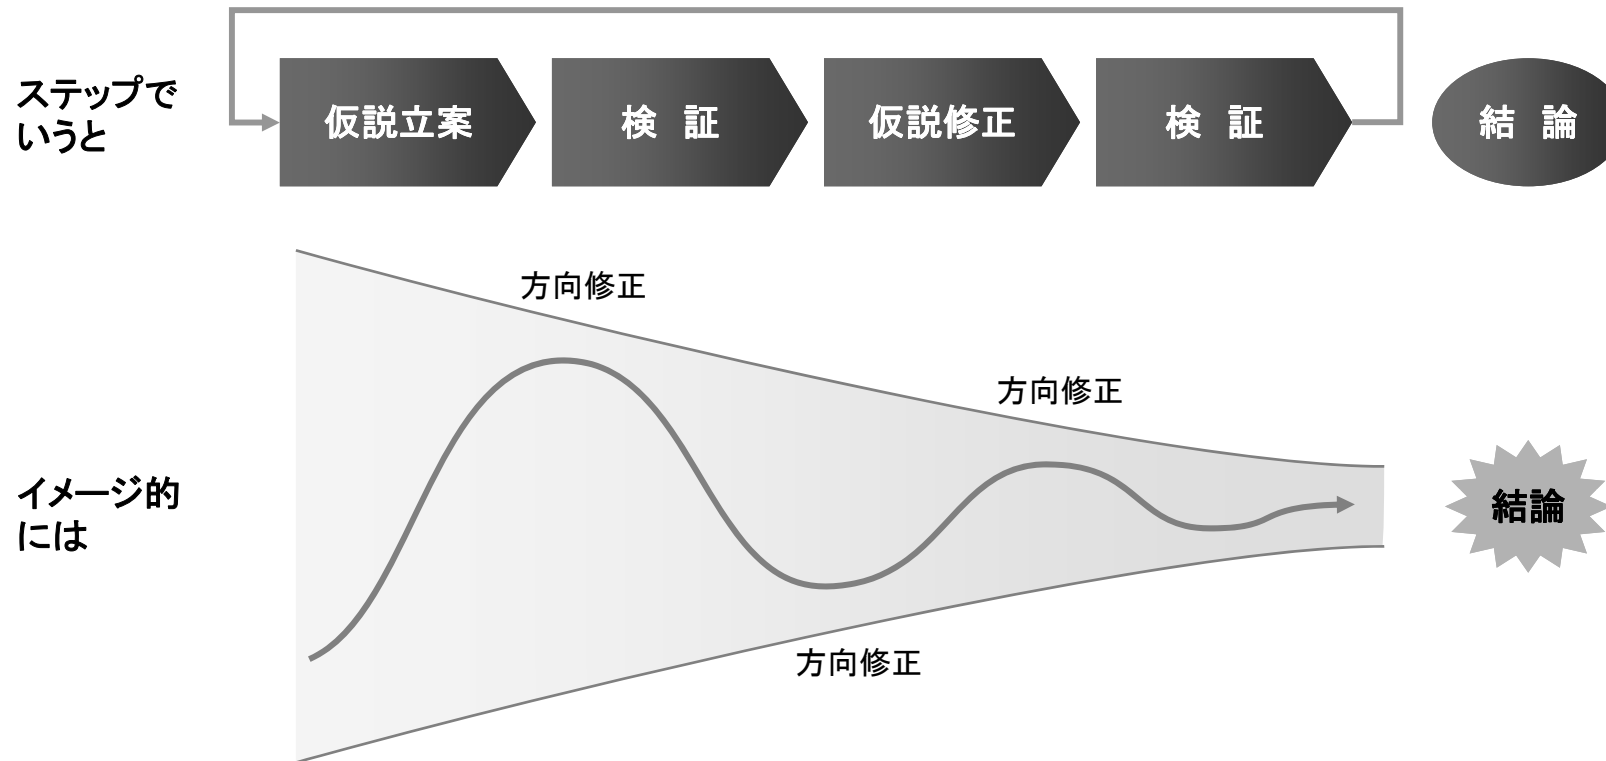 ステップで
いうと
仮説立案
検　証
仮説修正
検　証
結　論
方向修正
方向修正
イメージ的
には
結論
方向修正